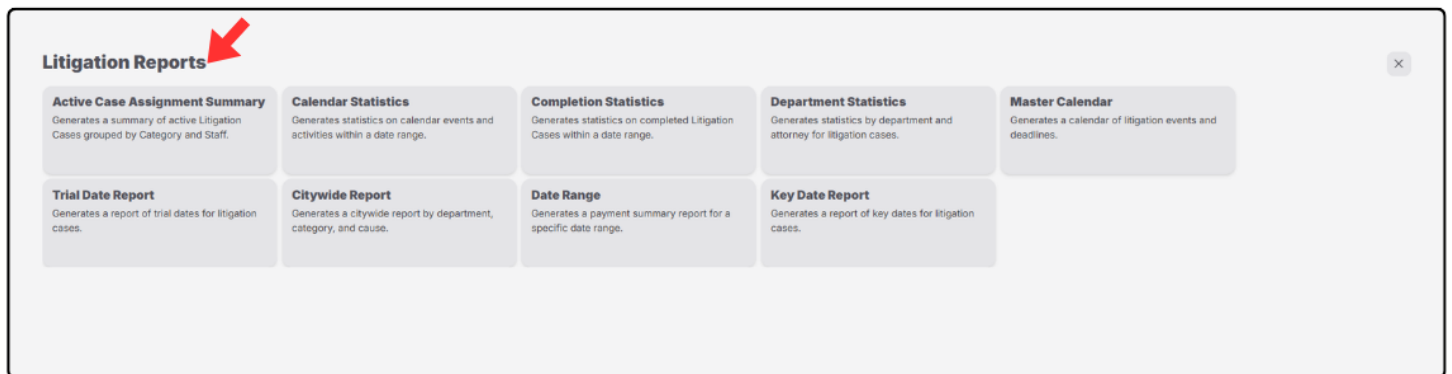 Litigation Reports
Active Case Assignment Summary
Generates a summary of active Litigation
Cases grouped by Category and Staff.
Calendar Statistics
Generates statistics on calendar events and
activities within a date range.
Completion Statistics
Generates statistics on completed Litigation
Cases within a date range.
Department Statistics
Generates statistics by department and
attorney for litigation cases.
Master Calendar
Generates a calendar of litigation events and
deadlines.
Trial Date Report
Generates a report of trial dates for litigation
cases.
Citywide Report
Generates a citywide report by department,
category, and cause.
Date Range
Generates a payment summary report for a
specific date range.
Key Date Report
Generates a report of key dates for litigation
cases.